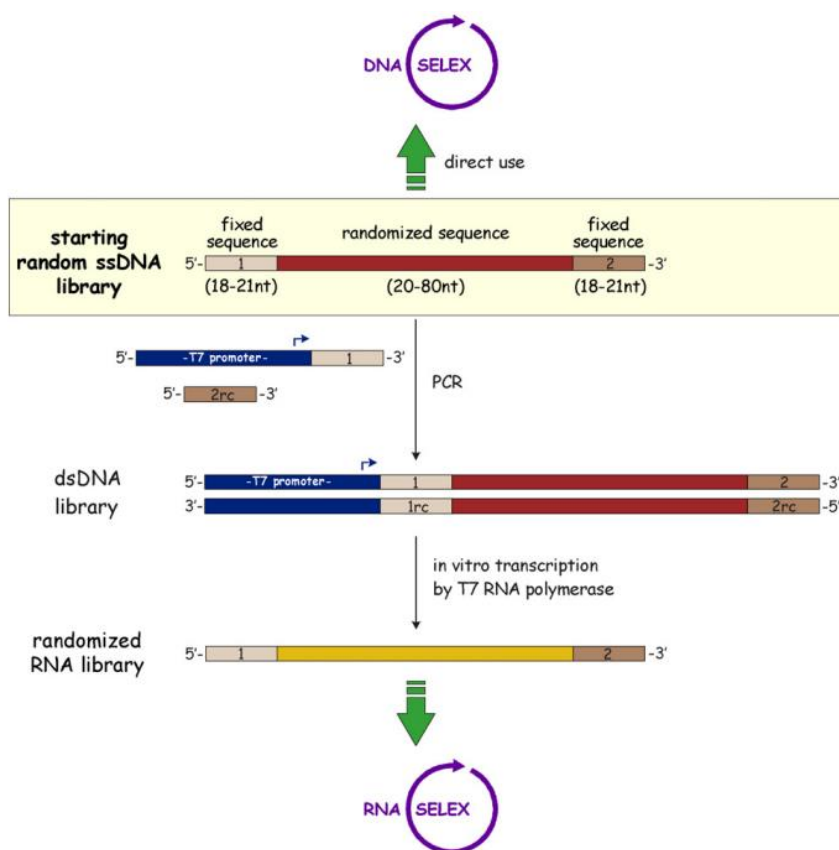 DNA SELEX
direct use
starting
random ssDNA
library
fixed
sequence
randomized sequence
fixed
sequence
5'- 1 2 -3'
(18-21nt) (20-80nt) (18-21nt)
5'- -T7 promoter- 1 -3'
5'- 2rc -3'
PCR
dsDNA
library
5'- -T7 promoter- 1 2 -3'
3'- 1rc 2rc -5'
in vitro transcription
by T7 RNA polymerase
randomized
RNA library
5'- 1 2 -3'
RNA SELEX